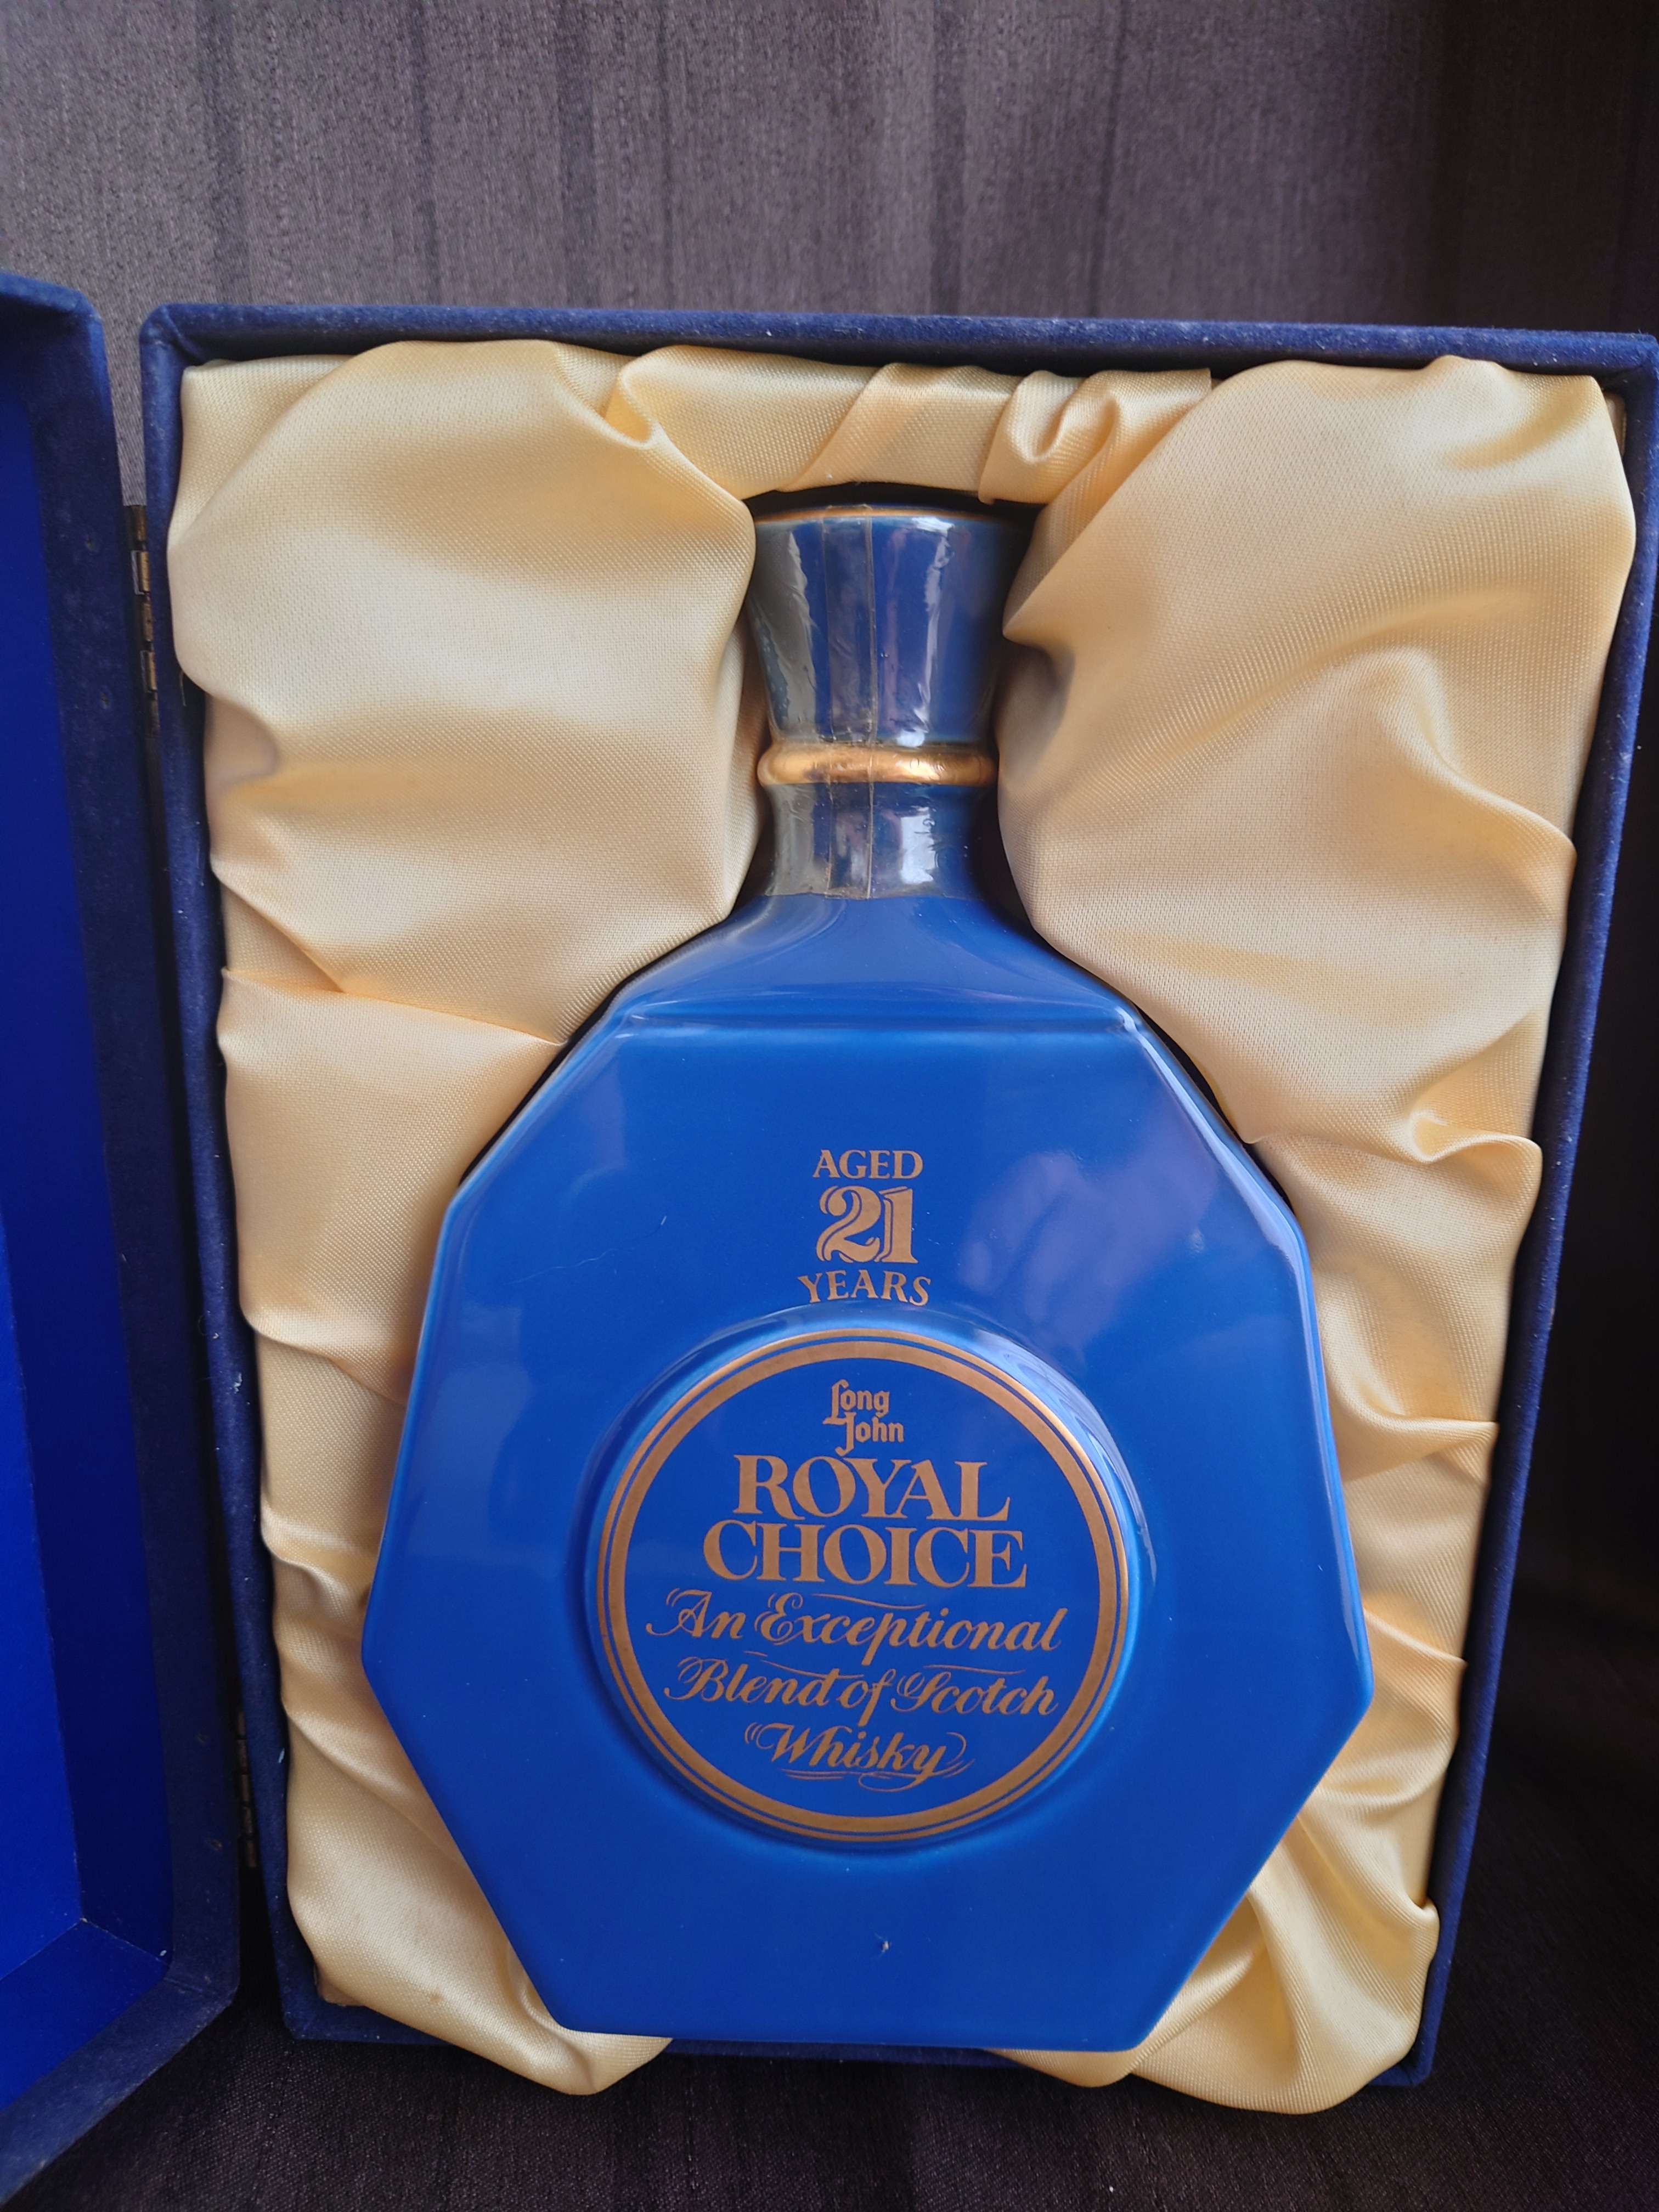 AGED
21
YEARS
Long
John
ROYAL
CHOICE
An Exceptional
Blend of Scotch
Whisky